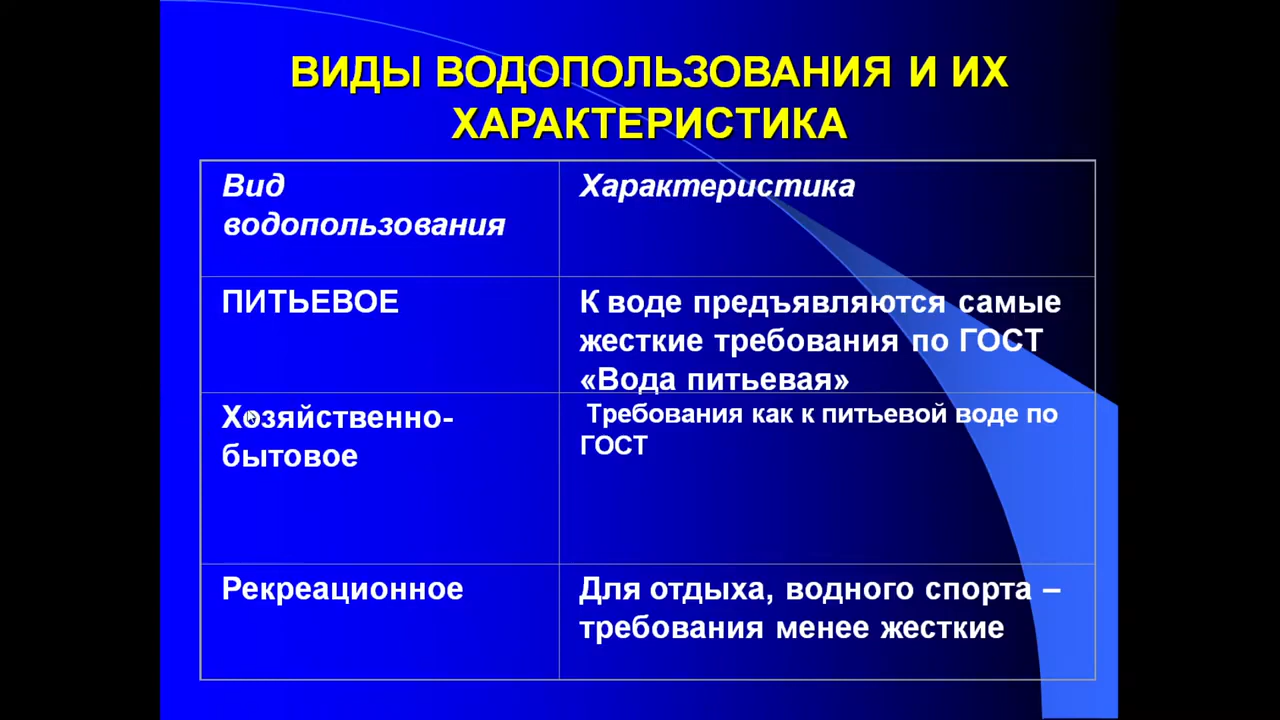 ВИДЫ ВОДОПОЛЬЗОВАНИЯ И ИХ
ХАРАКТЕРИСТИКА
Вид
водопользования
Характеристика
ПИТЬЕВОЕ
К воде предъявляются самые
жесткие требования по ГОСТ
«Вода питьевая»
Хозяйственно-
бытовое
Требования как к питьевой воде по
ГОСТ
Рекреационное
Для отдыха, водного спорта –
требования менее жесткие